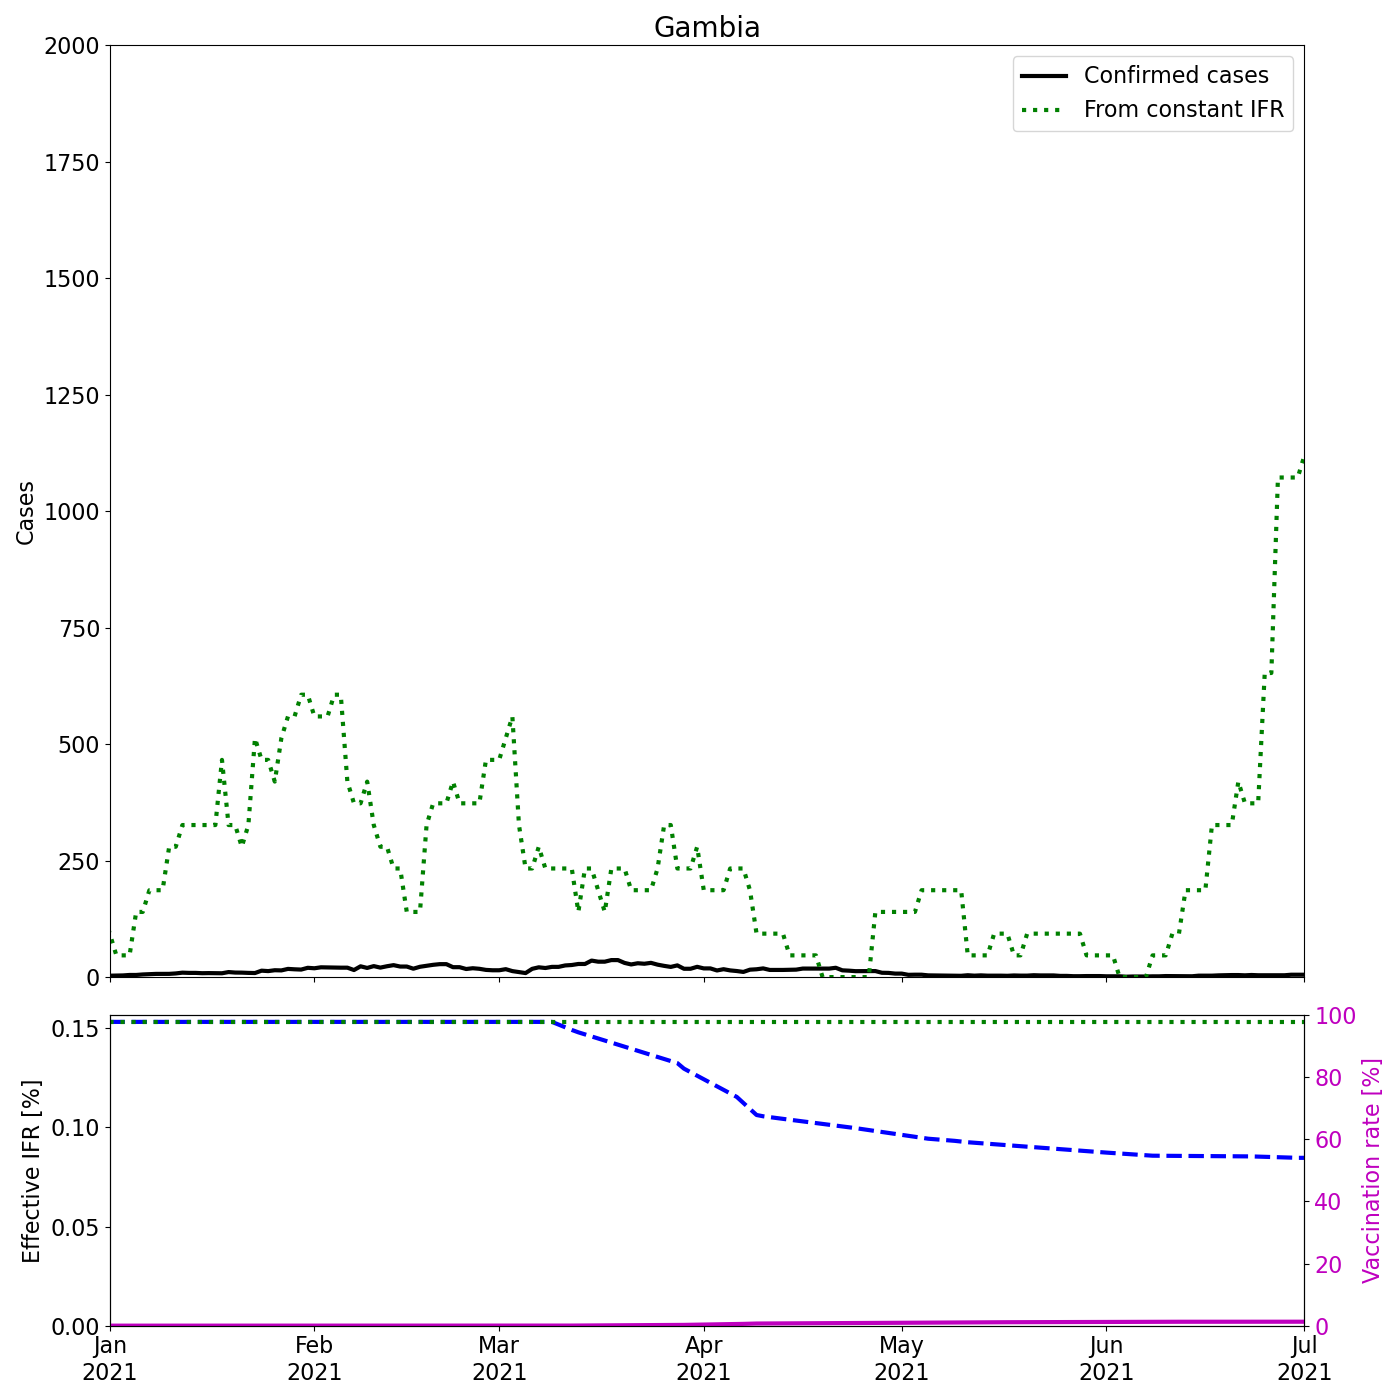 Gambia
2000
1750
1500
1250
1000
750
500
250
0
Cases
Confirmed cases
From constant IFR
0.15
0.10
0.05
0.00
Effective IFR [%]
100
80
60
40
20
0
Vaccination rate [%]
Jan Feb Mar Apr May Jun Jul
2021 2021 2021 2021 2021 2021 2021